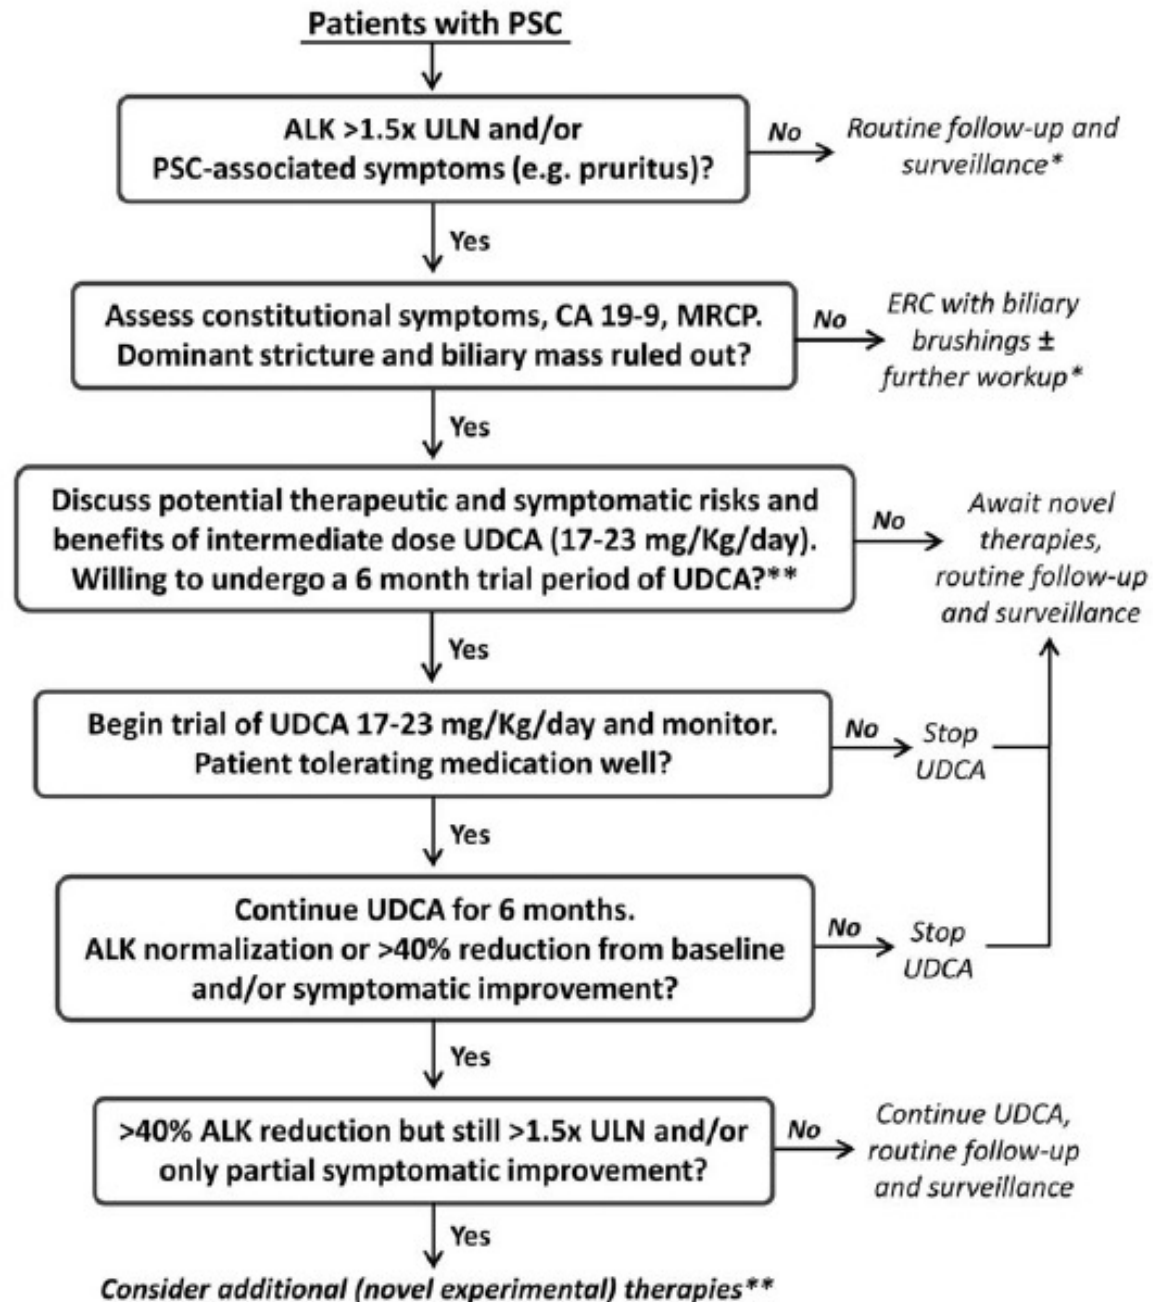 Patients with PSC
ALK >1.5x ULN and/or
PSC-associated symptoms (e.g. pruritus)?
No
Routine follow-up and
surveillance*
Yes
Assess constitutional symptoms, CA 19-9, MRCP.
Dominant stricture and biliary mass ruled out?
No
ERC with biliary
brushings ±
further workup*
Yes
Discuss potential therapeutic and symptomatic risks and
benefits of intermediate dose UDCA (17-23 mg/Kg/day).
Willing to undergo a 6 month trial period of UDCA?**
No
Await novel
therapies,
routine follow-up
and surveillance
Yes
Begin trial of UDCA 17-23 mg/Kg/day and monitor.
Patient tolerating medication well?
No
Stop
UDCA
Yes
Continue UDCA for 6 months.
ALK normalization or >40% reduction from baseline
and/or symptomatic improvement?
No
Stop
UDCA
Yes
>40% ALK reduction but still >1.5x ULN and/or
only partial symptomatic improvement?
No
Continue UDCA,
routine follow-up
and surveillance
Yes
Consider additional (novel experimental) therapies**